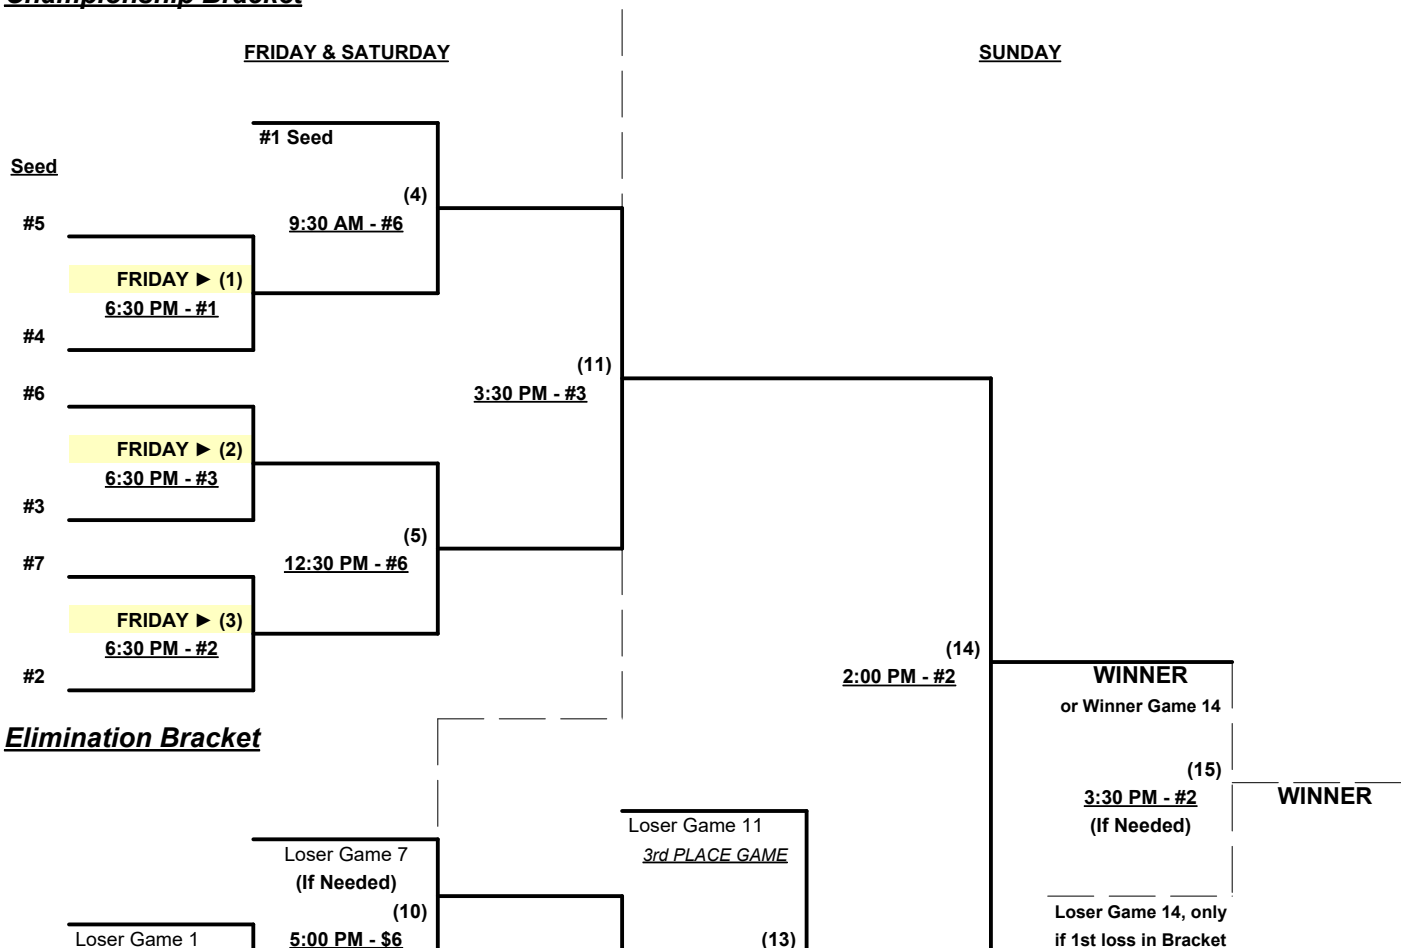 Championship Bracket
FRIDAY & SATURDAY
SUNDAY
#1 Seed
Seed
(4)
#5
9:30 AM - #6
FRIDAY ► (1)
6:30 PM - #1
#4
(11)
#6
3:30 PM - #3
FRIDAY ► (2)
6:30 PM - #3
#3
(5)
#7
12:30 PM - #6
FRIDAY ► (3)
6:30 PM - #2
#2
(14)
2:00 PM - #2
WINNER
or Winner Game 14
Elimination Bracket
(15)
3:30 PM - #2
(If Needed)
WINNER
Loser Game 11
3rd PLACE GAME
Loser Game 7
(If Needed)
(10)
5:00 PM - $6
Loser Game 1
(13)
Loser Game 14, only
if 1st loss in Bracket